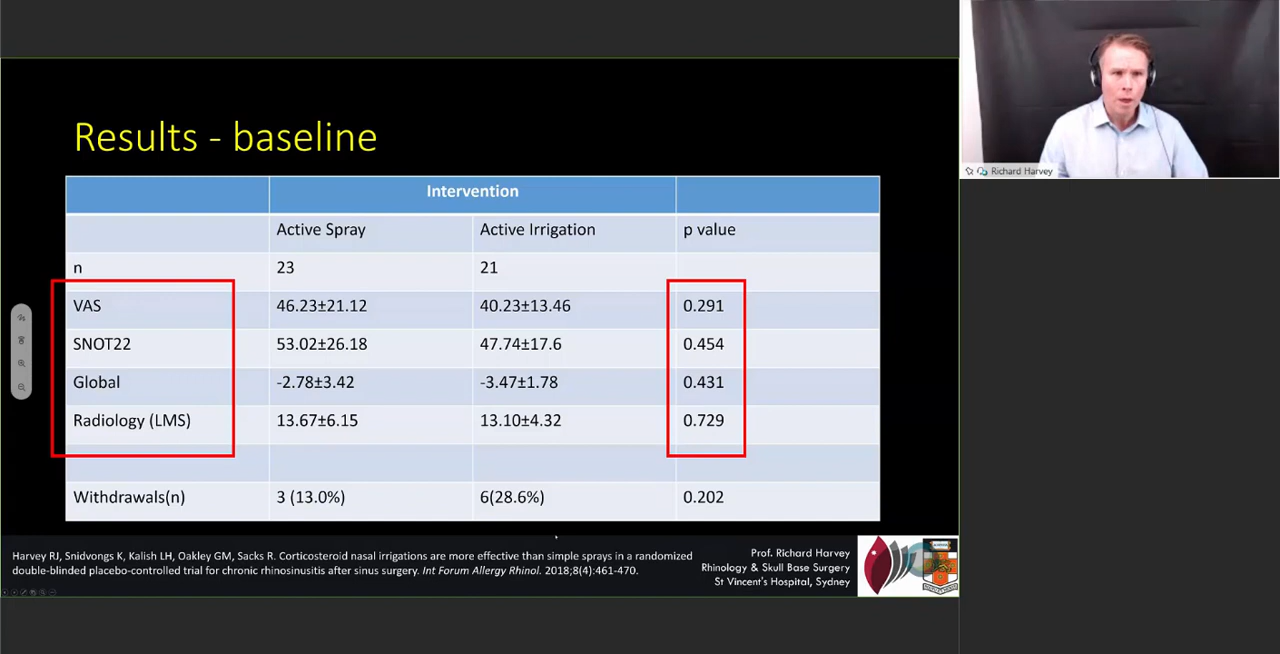 Results - baseline
Intervention
Active Spray Active Irrigation p value
n 23 21
VAS 46.23±21.12 40.23±13.46 0.291
SNOT22 53.02±26.18 47.74±17.6 0.454
Global -2.78±3.42 -3.47±1.78 0.431
Radiology (LMS) 13.67±6.15 13.10±4.32 0.729
Withdrawals(n) 3 (13.0%) 6(28.6%) 0.202
Harvey RJ, Snidvongs K, Kalish LH, Oakley GM, Sacks R. Corticosteroid nasal irrigations are more effective than simple sprays in a randomized
double-blinded placebo-controlled trial for chronic rhinosinusitis after sinus surgery. Int Forum Allergy Rhinol. 2018;8(4):461-470.
Prof. Richard Harvey
Rhinology & Skull Base Surgery
St Vincent's Hospital, Sydney
Richard Harvey